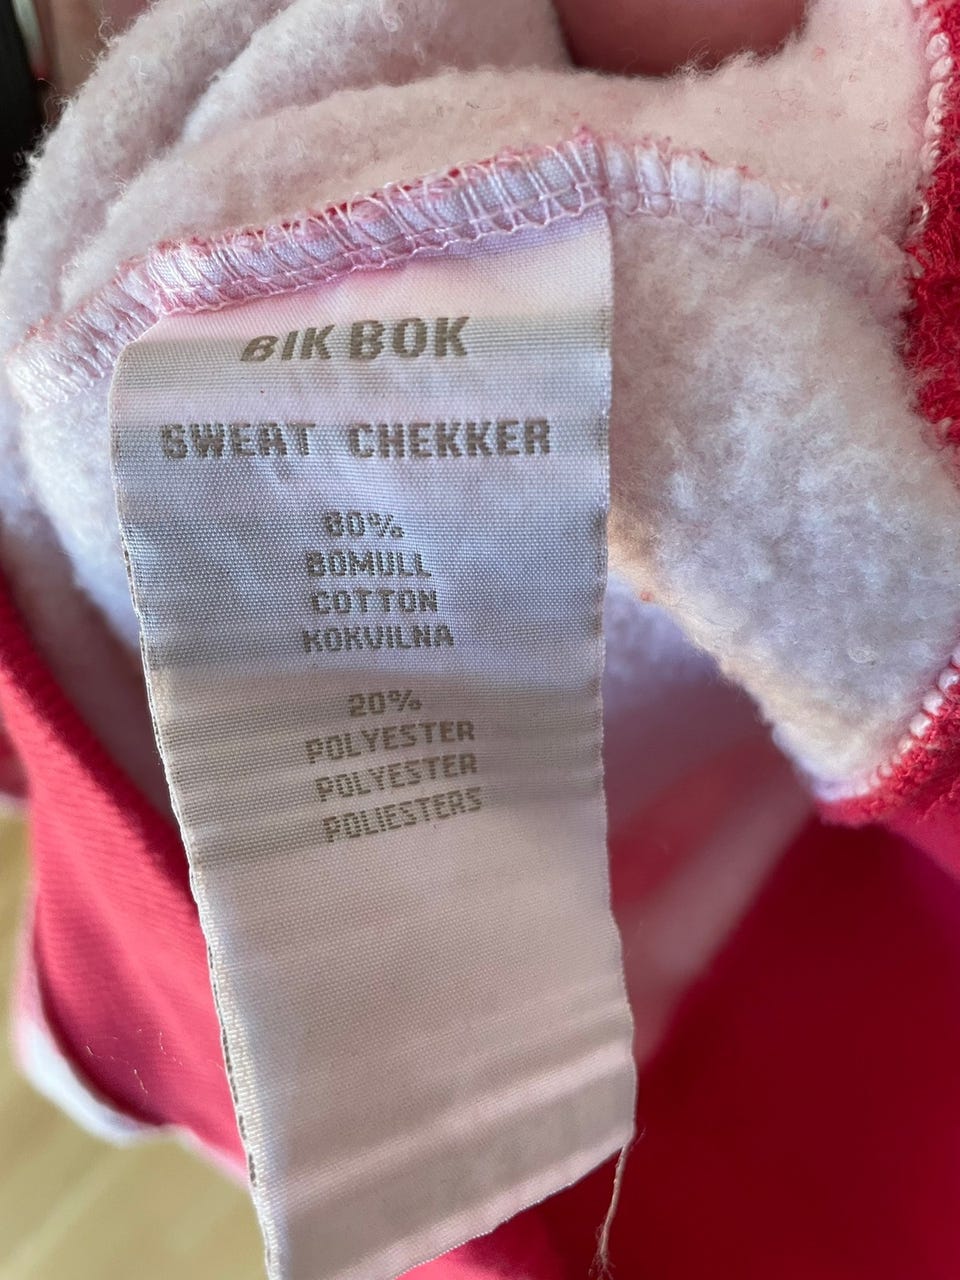 BIK BOK
SWEAT CHEKKER
80%
BOMULL
COTTON
KOKVILNA
20%
POLYESTER
POLYESTER
POLIESTERS